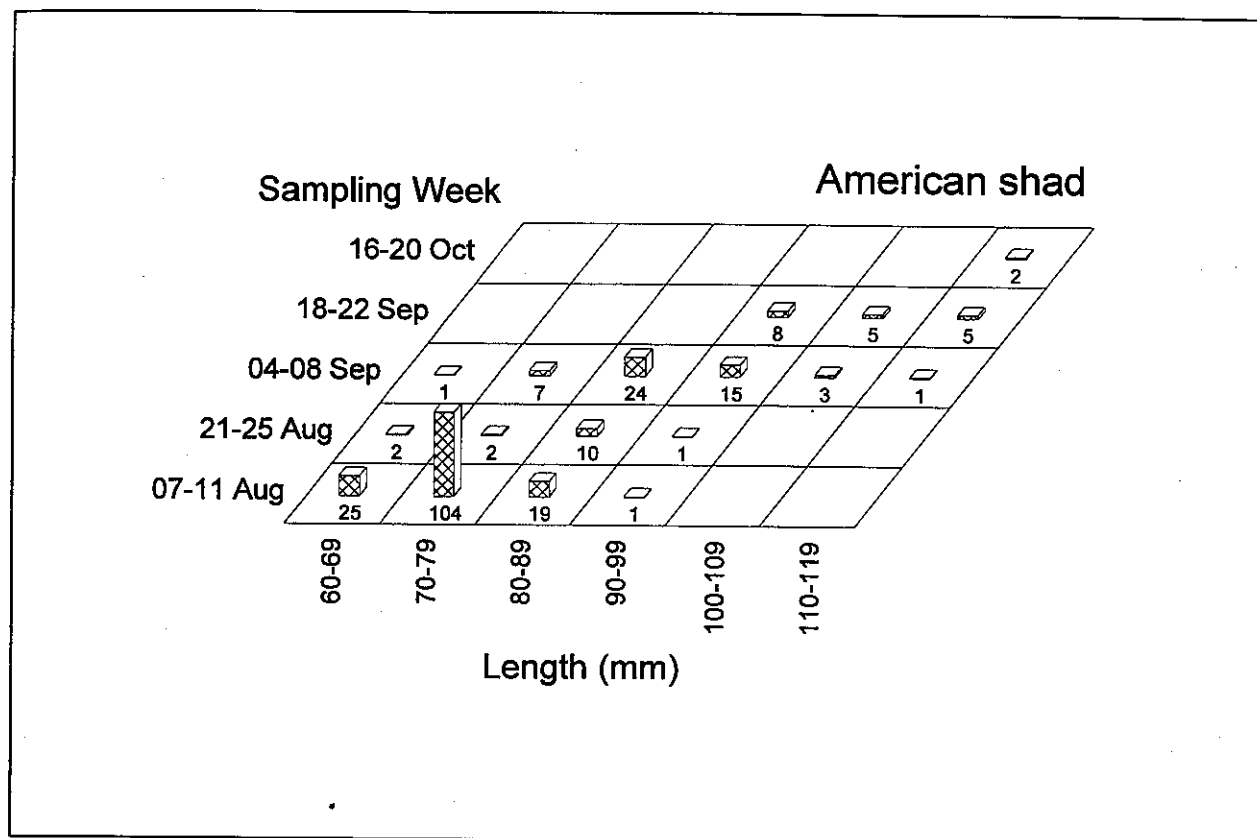 American shad
Sampling Week
16-20 Oct
2
18-22 Sep
8 5 5
04-08 Sep
1 7 24 15 3 1
21-25 Aug
2 2 10 1
07-11 Aug
25 104 19 1
60-69 70-79 80-89 90-99 100-109 110-119
Length (mm)